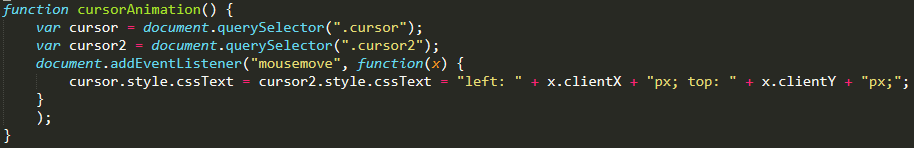 function cursorAnimation() {
    var cursor = document.querySelector(".cursor");
    var cursor2 = document.querySelector(".cursor2");
    document.addEventListener("mousemove", function(x) {
        cursor.style.cssText = cursor2.style.cssText = "left: " + x.clientX + "px; top: " + x.clientY + "px;";
    }
    );
}